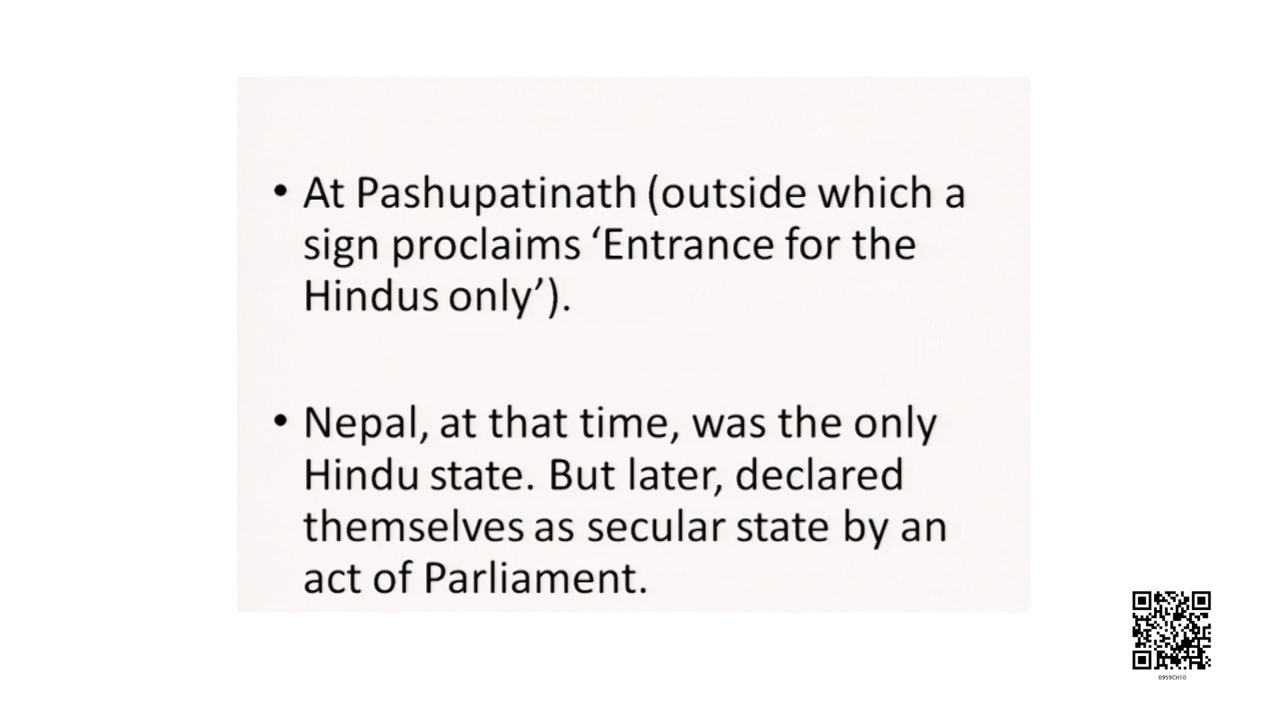 • At Pashupatinath (outside which a
sign proclaims ‘Entrance for the
Hindus only’).
• Nepal, at that time, was the only
Hindu state. But later, declared
themselves as secular state by an
act of Parliament.
0959CH10